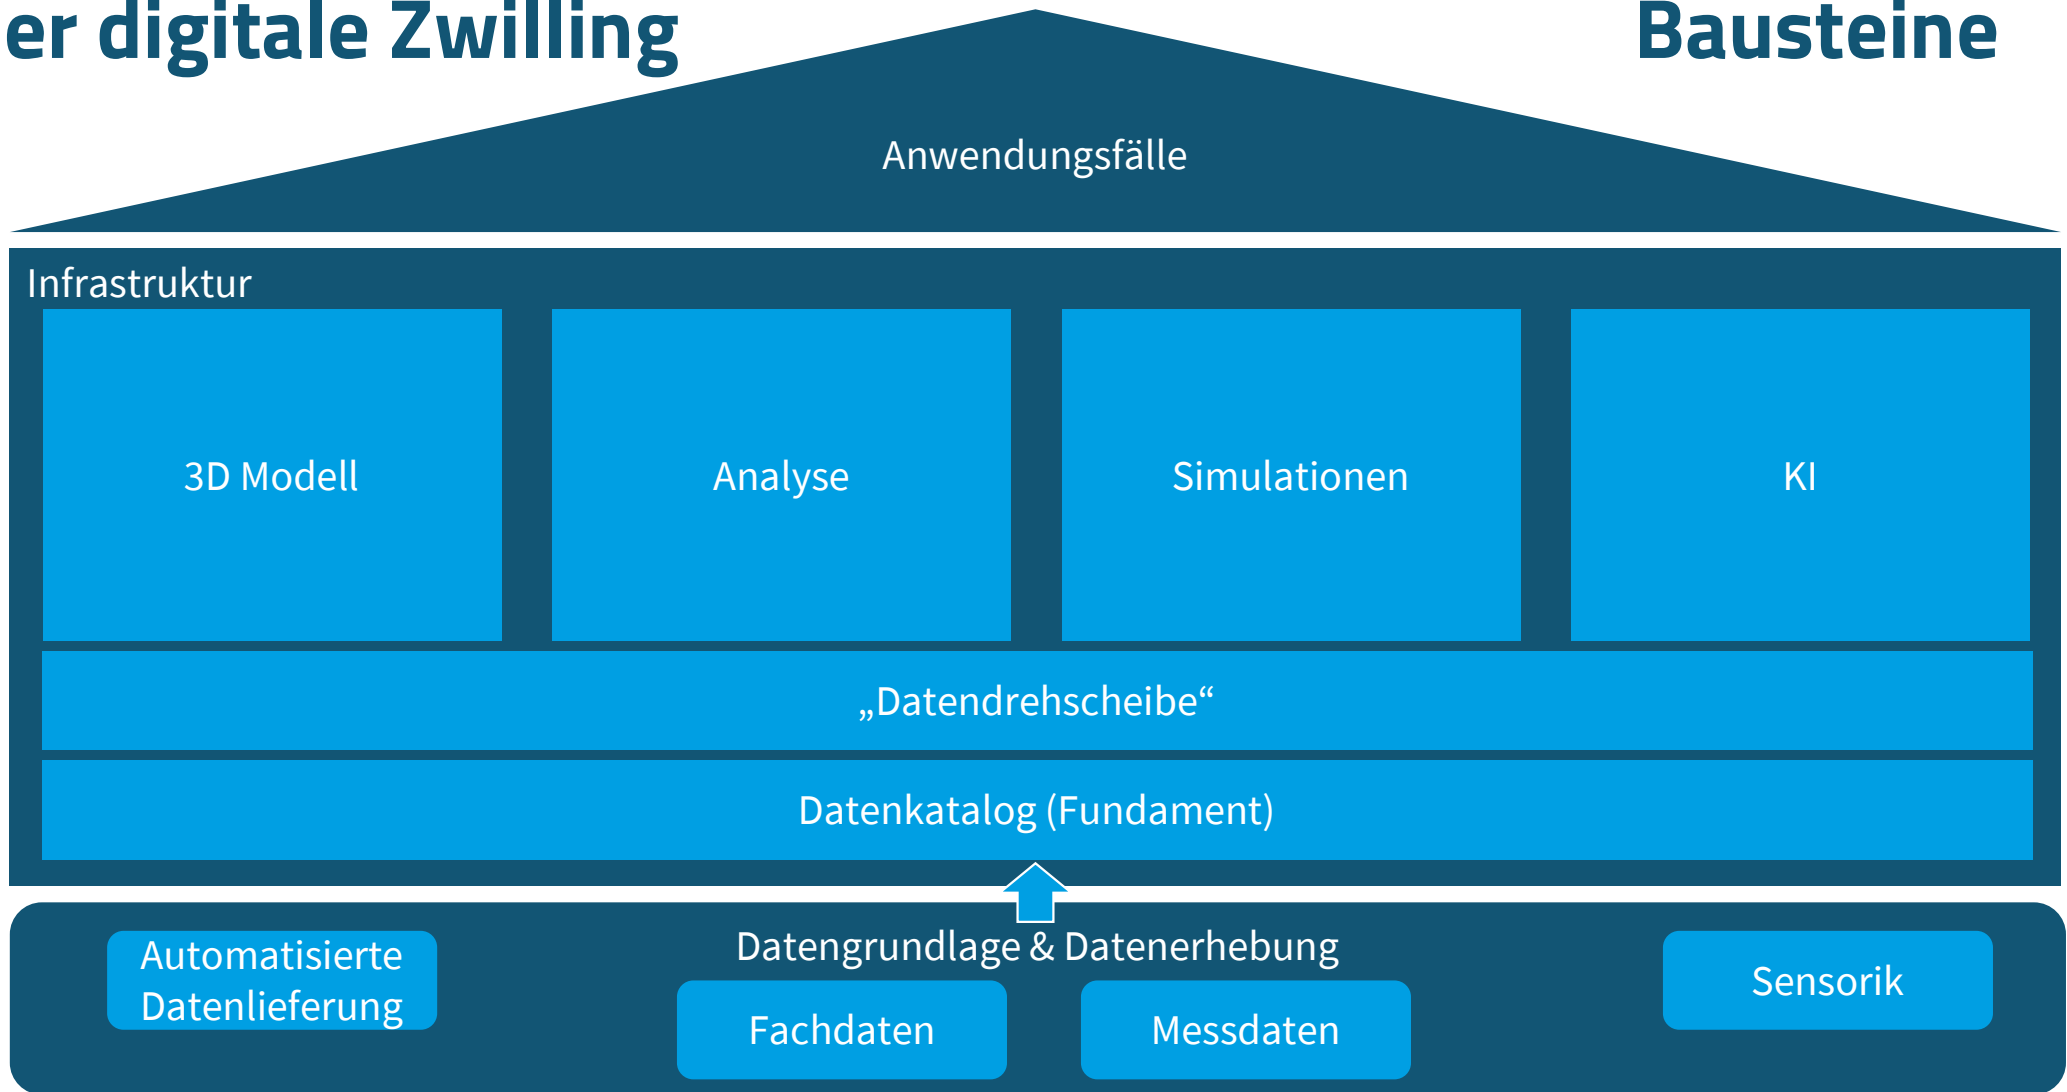 er digitale Zwilling
Bausteine
Anwendungsfälle
Infrastruktur
3D Modell
Analyse
Simulationen
KI
„Datendrehscheibe“
Datenkatalog (Fundament)
Datengrundlage & Datenerhebung
Automatisierte
Datenlieferung
Fachdaten
Messdaten
Sensorik